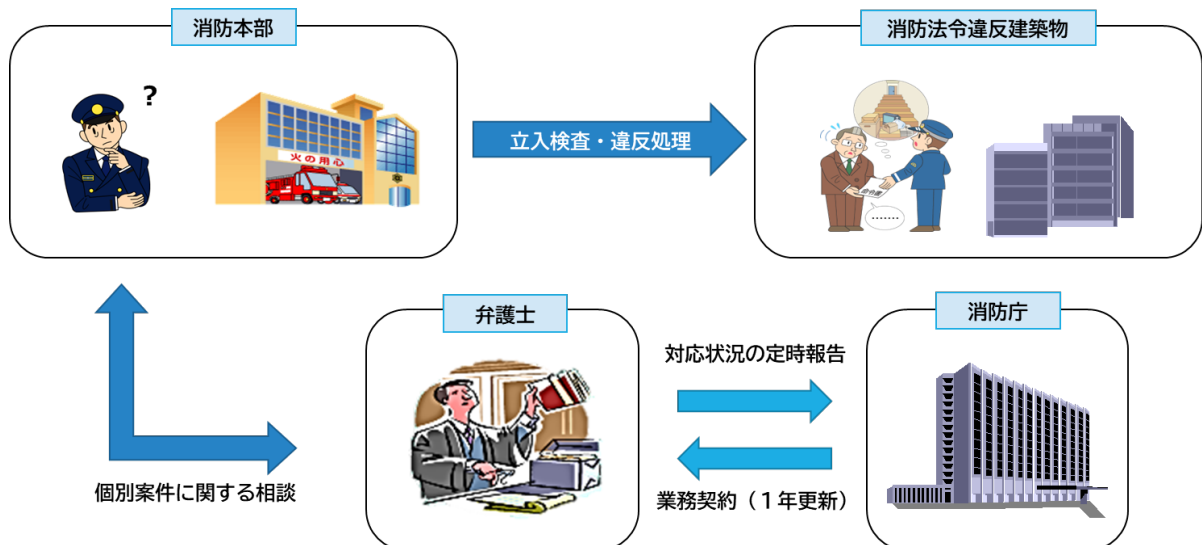 消防本部
消防法令違反建築物
?
火の用心
立入検査・違反処理
命令書
.......
弁護士
消防庁
対応状況の定時報告
個別案件に関する相談
業務契約（１年更新）